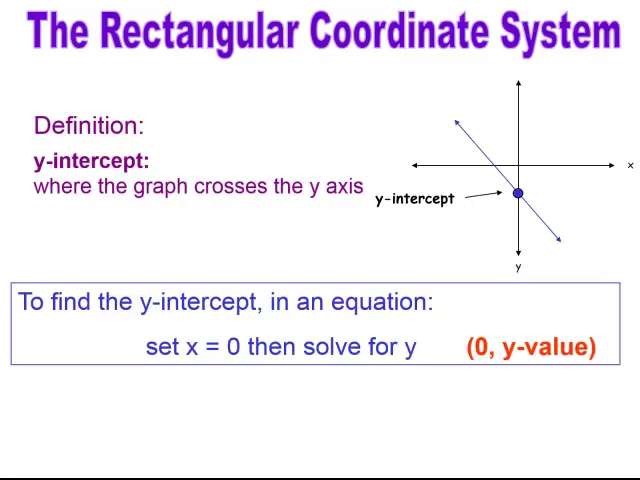 The Rectangular Coordinate System
Definition:
y-intercept:
where the graph crosses the y axis
x
y-intercept
y
To find the y-intercept, in an equation:
set x = 0 then solve for y (0, y-value)